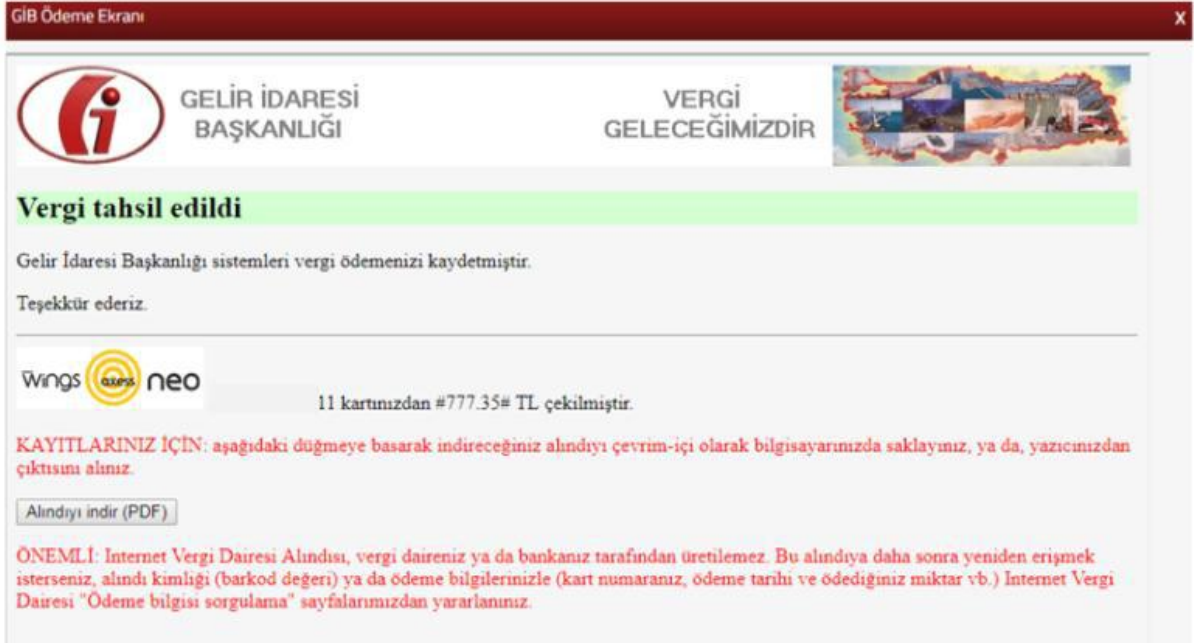 GİB Ödeme Ekranı
X
GELİR İDARESİ
BAŞKANLIĞI
VERGİ
GELECEĞİMİZDİR
Vergi tahsil edildi
Gelir İdaresi Başkanlığı sistemleri vergi ödemenizi kaydetmiştir.
Teşekkür ederiz.
Wings axess neo
11 kartınızdan #777.35# TL çekilmiştir.
KAYITLARINIZ İÇİN: aşağıdaki düğmeye basarak indireceğiniz alındıyı çevrim-içi olarak bilgisayarınızda saklayınız, ya da, yazıcınızdan
çıktısını alınız.
Alındıyı indir (PDF)
ÖNEMLİ: Internet Vergi Dairesi Alındısı, vergi daireniz ya da bankanız tarafından üretilemez. Bu alındıya daha sonra yeniden erişmek
isterseniz, alındı kimliği (barkod değeri) ya da ödeme bilgilerinizle (kart numaranız, ödeme tarihi ve ödediğiniz miktar vb.) Internet Vergi
Dairesi "Ödeme bilgisi sorgulama" sayfalarımızdan yararlanınız.